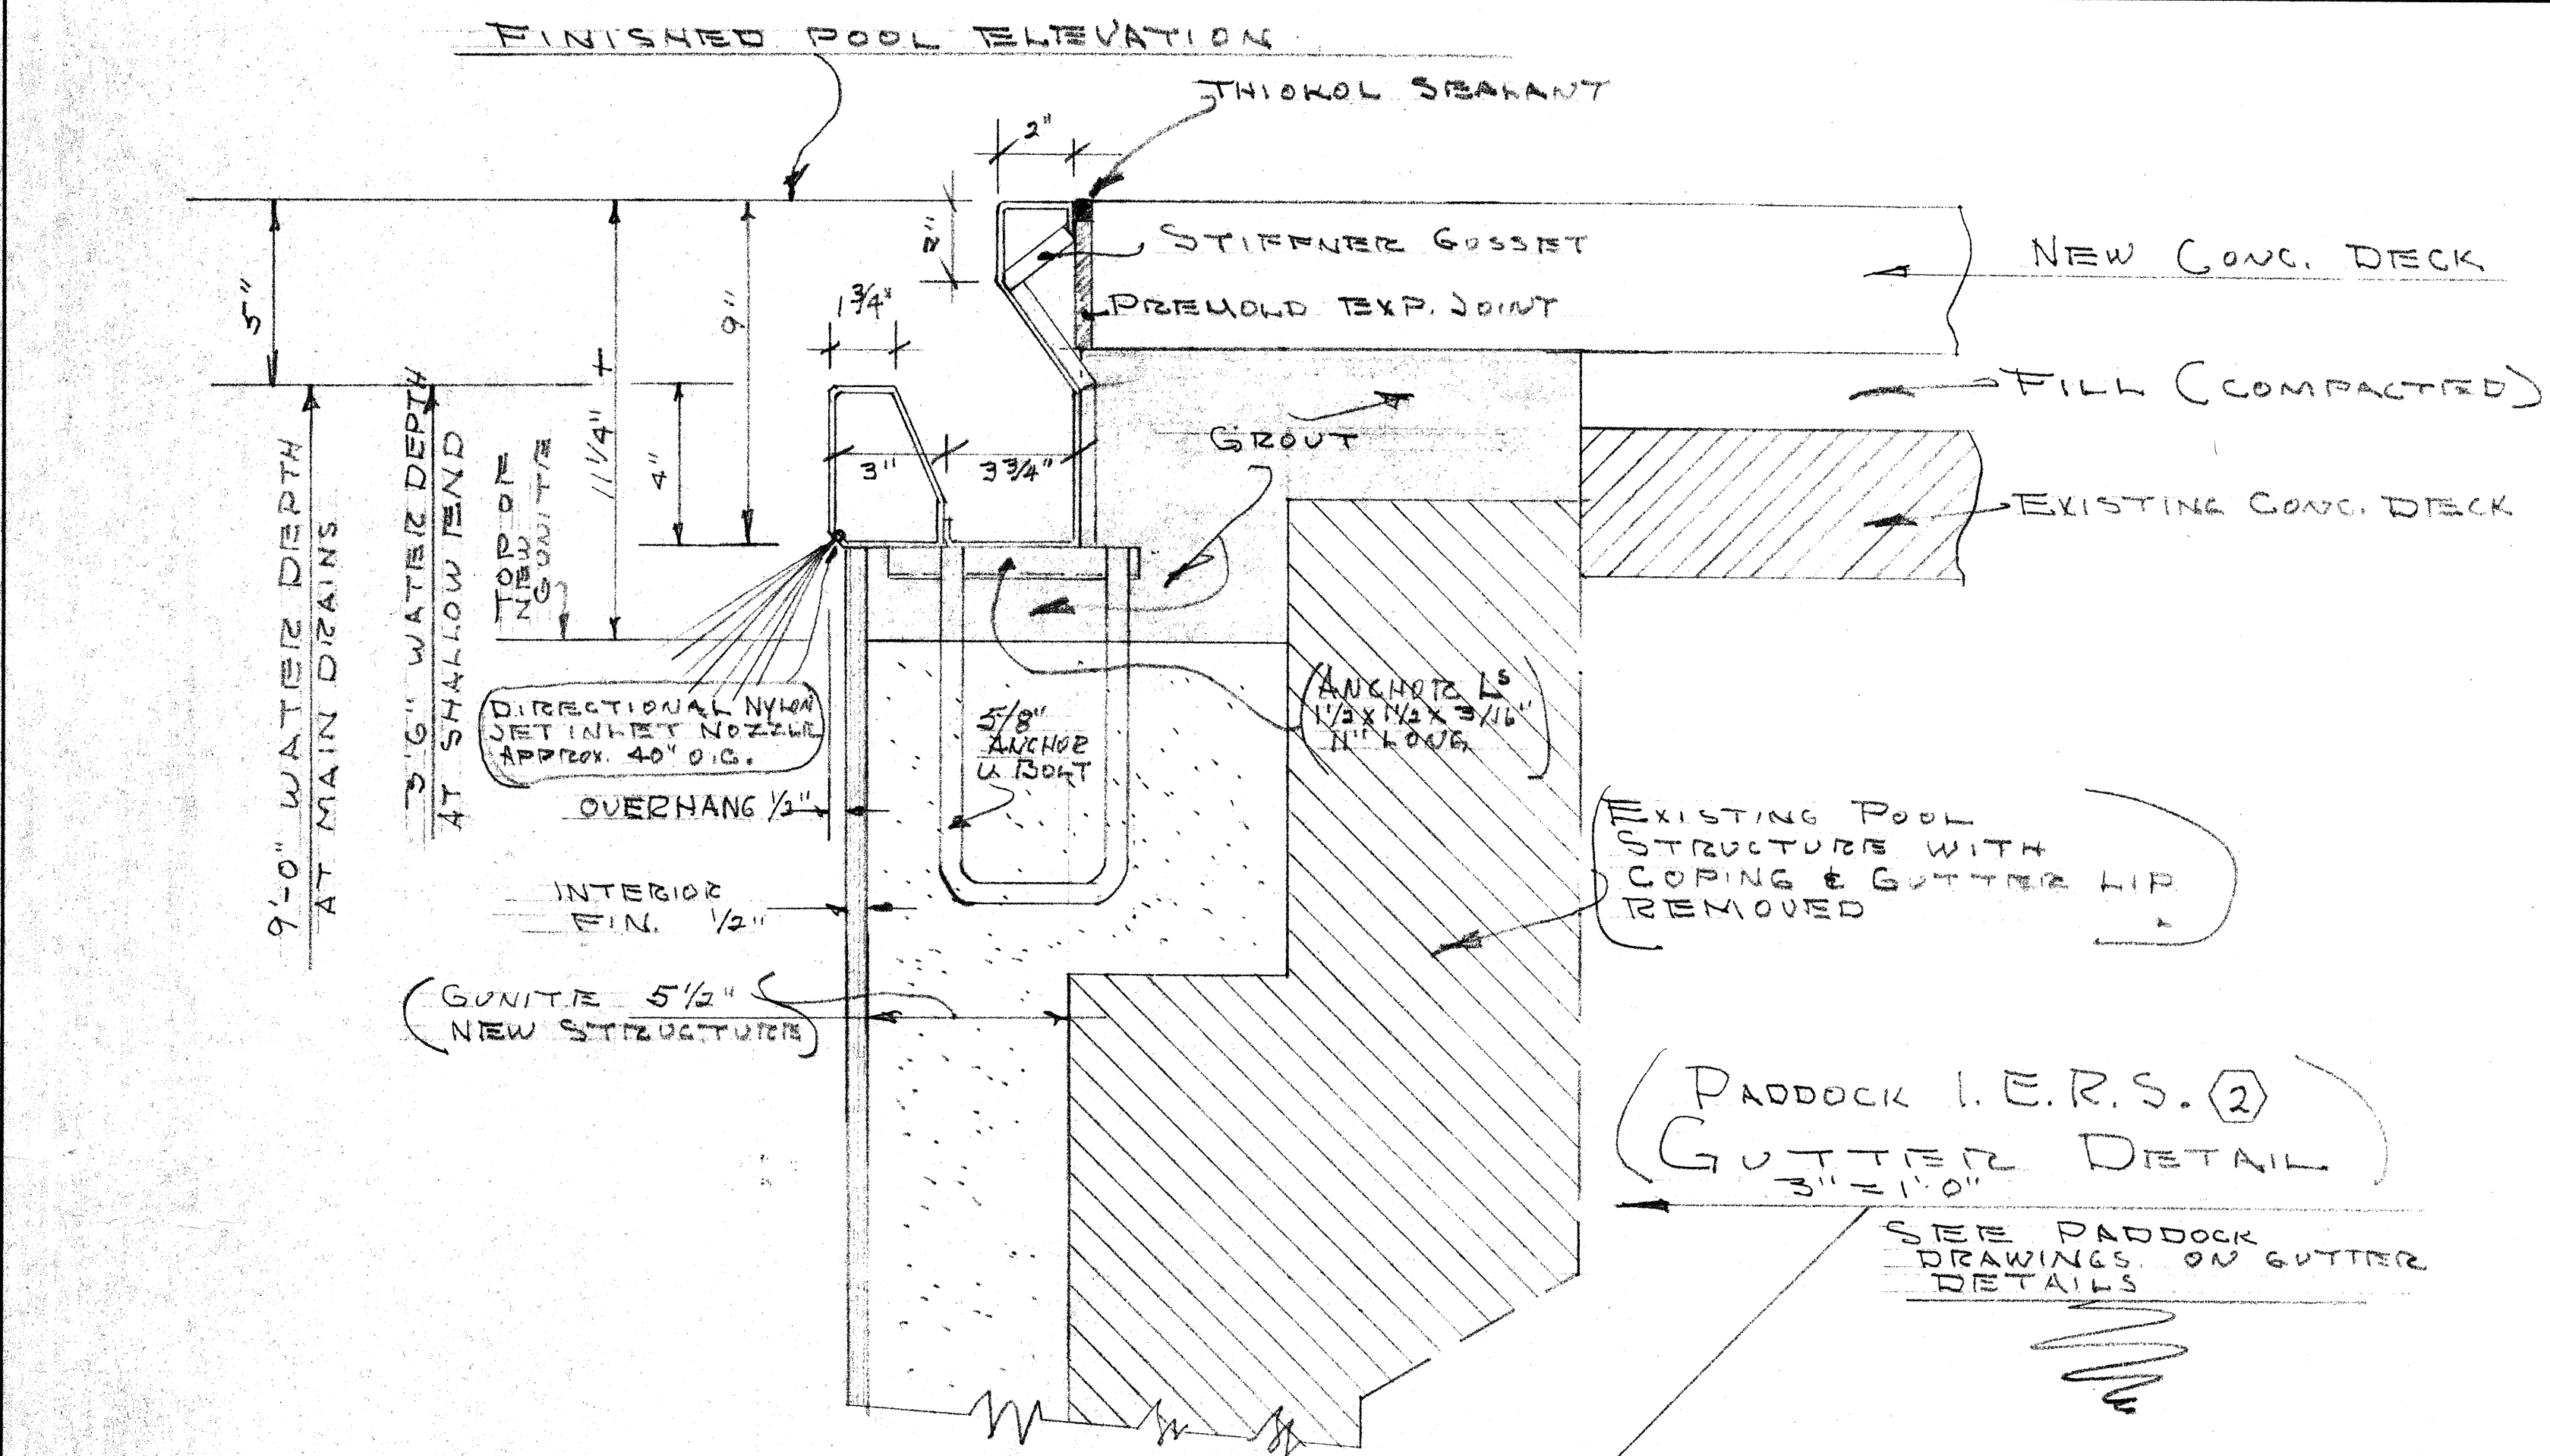 FINISHED POOL ELEVATION
THIOKOL SEALANT
2"
2"
STIFFNER GUSSET
PREMOLD EXP. JOINT
NEW CONC. DECK
FILL (COMPACTED)
EXISTING CONC. DECK
GROUT
5"
9"
1 3/4"
11 1/4" +
4"
3"
3 3/4"
9'-0" WATER DEPTH
AT MAIN DRAINS
3'6" WATER DEPTH
AT SHALLOW END
TOP OF
NEW
GUNITE
DIRECTIONAL NYLON
JET INLET NOZZLE
APPROX. 40" O.C.
5/8"
ANCHOR
U BOLT
(ANCHOR Ls
1 1/2 x 1 1/2 x 3/16"
11" LONG)
OVERHANG 1/2"
INTERIOR
FIN. 1/2"
(GUNITE 5 1/2"
NEW STRUCTURE)
(EXISTING POOL
STRUCTURE WITH
COPING & GUTTER LIP
REMOVED)
(PADDOCK I.E.R.S. 2
GUTTER DETAIL)
3" = 1'-0"
SEE PADDOCK
DRAWINGS ON GUTTER
DETAILS